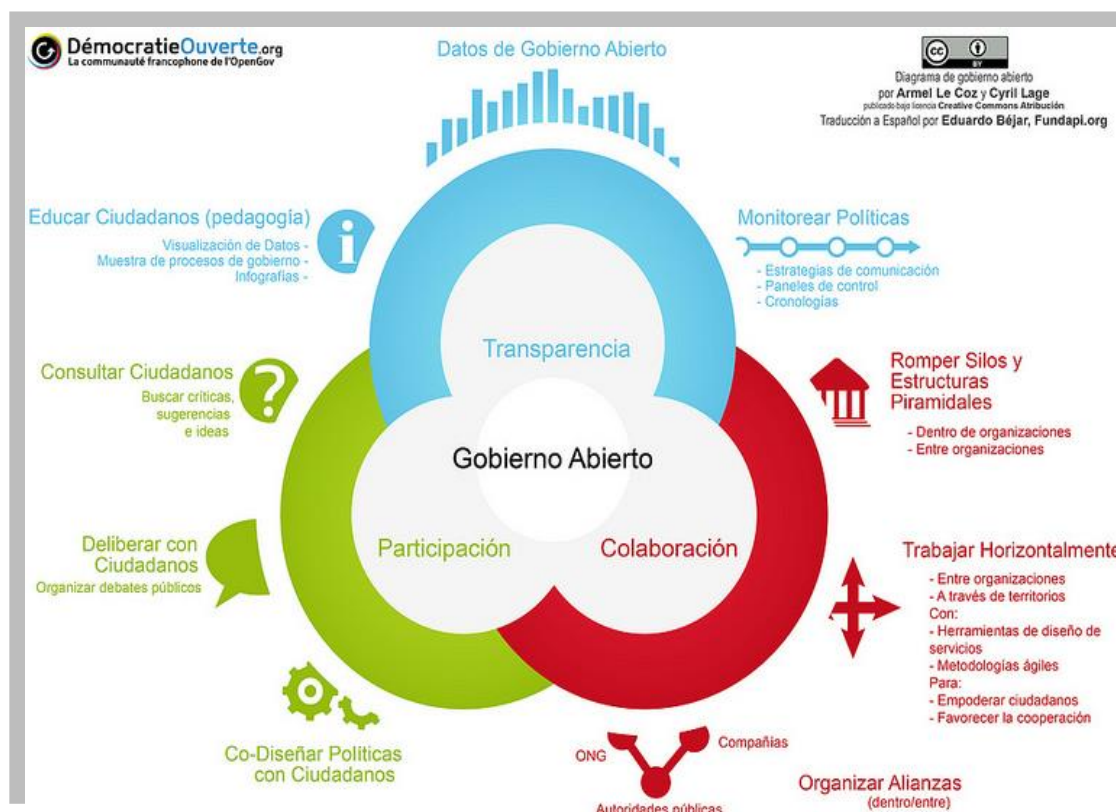 DémocratieOuverte.org
La communauté francophone de l'OpenGov
Datos de Gobierno Abierto
CC BY
Diagrama de gobierno abierto
por Armel Le Coz y Cyril Lage
publicado bajo licencia Creative Commons Atribución
Traducción a Español por Eduardo Béjar, Fundapi.org
Educar Ciudadanos (pedagogía)
Visualización de Datos -
Muestra de procesos de gobierno -
Infografías -
i
Monitorear Políticas
- Estrategias de comunicación
- Paneles de control
- Cronologías
Transparencia
Consultar Ciudadanos
Buscar críticas,
sugerencias
e ideas
?
Romper Silos y
Estructuras
Piramidales
- Dentro de organizaciones
- Entre organizaciones
Gobierno Abierto
Participación
Colaboración
Deliberar con
Ciudadanos
Organizar debates públicos
Trabajar Horizontalmente
- Entre organizaciones
- A través de territorios
Con:
- Herramientas de diseño de
servicios
- Metodologías ágiles
Para:
- Empoderar ciudadanos
- Favorecer la cooperación
Co-Diseñar Políticas
con Ciudadanos
ONG
Compañías
Autoridades públicas
Organizar Alianzas
(dentro/entre)